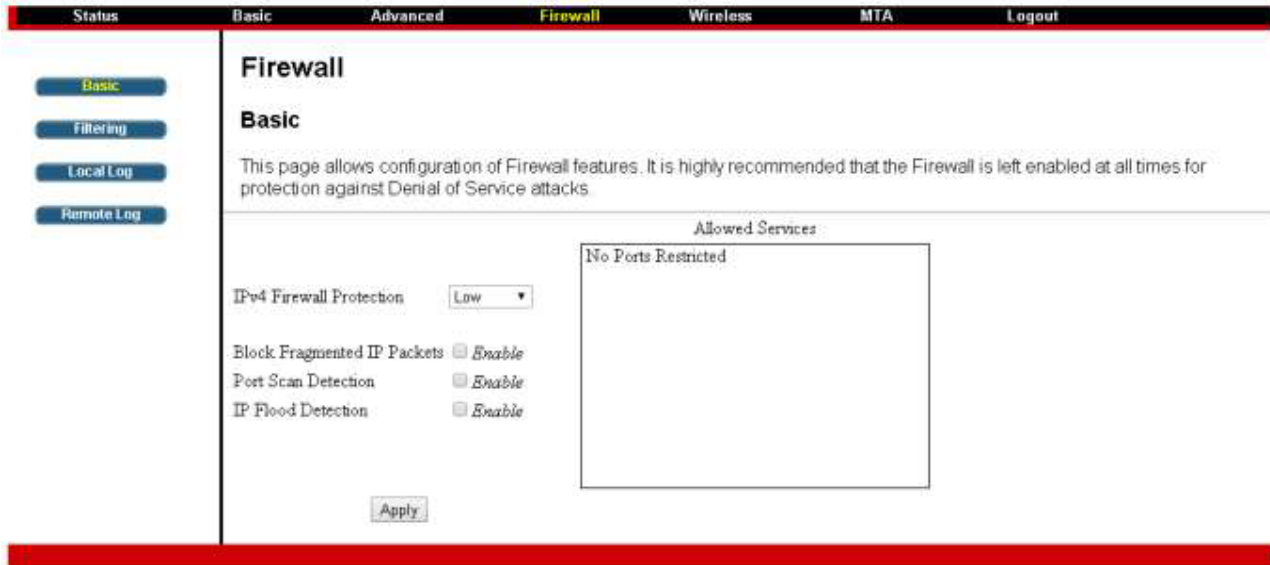 Status Basic Advanced Firewall Wireless MTA Logout
Basic
Filtering
Local Log
Remote Log
Firewall
Basic
This page allows configuration of Firewall features. It is highly recommended that the Firewall is left enabled at all times for
protection against Denial of Service attacks.
Allowed Services
No Ports Restricted
IPv4 Firewall Protection Low
Block Fragmented IP Packets Enable
Port Scan Detection Enable
IP Flood Detection Enable
Apply